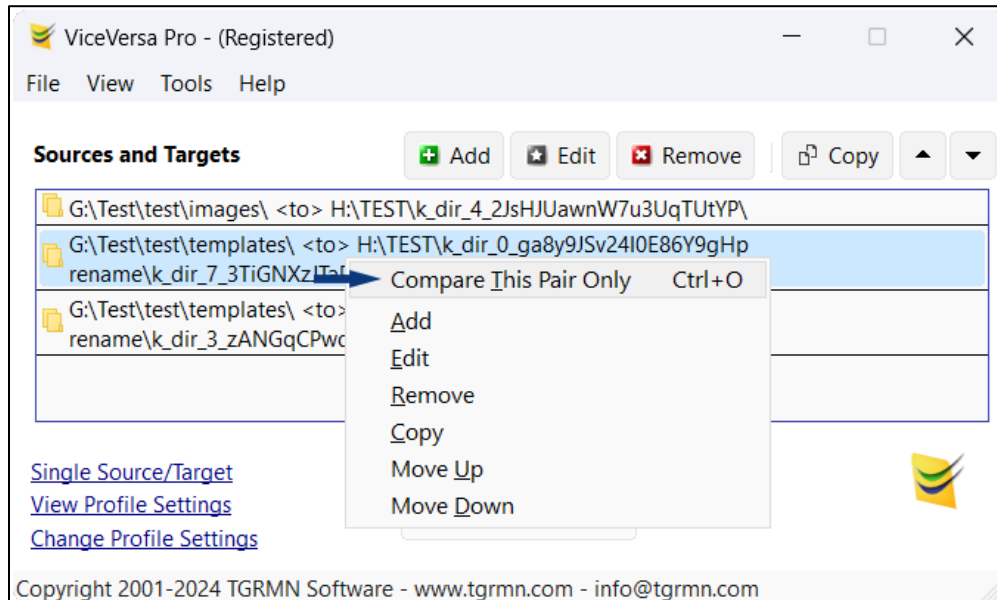 ViceVersa Pro - (Registered)
File View Tools Help
Sources and Targets Add Edit Remove Copy
G:\Test\test\images\ <to> H:\TEST\k_dir_4_2JsHJUawnW7u3UqTUtYP\
G:\Test\test\templates\ <to> H:\TEST\k_dir_0_ga8y9JSv24I0E86Y9gHp
rename\k_dir_7_3TiGNXzJTa
Compare This Pair Only Ctrl+O
G:\Test\test\templates\ <to>
rename\k_dir_3_zANGqCPwc
Add
Edit
Remove
Copy
Move Up
Move Down
Single Source/Target
View Profile Settings
Change Profile Settings
Copyright 2001-2024 TGRMN Software - www.tgrmn.com - info@tgrmn.com